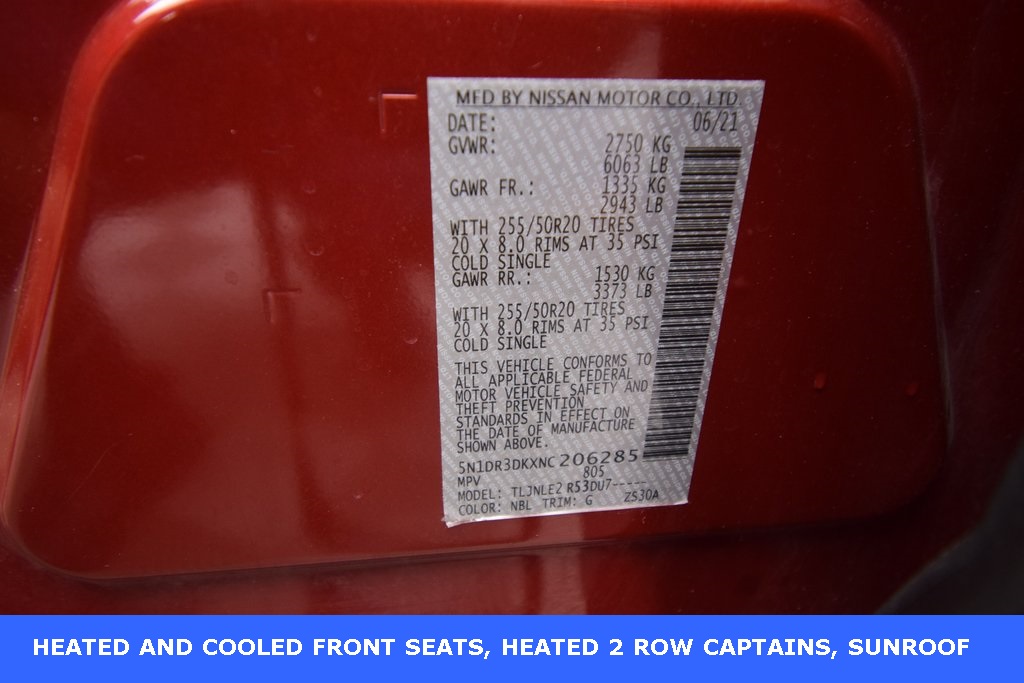 MFD BY NISSAN MOTOR CO., LTD.
DATE: 06/21
GVWR: 2750 KG
6063 LB
GAWR FR.: 1335 KG
2943 LB
WITH 255/50R20 TIRES
20 X 8.0 RIMS AT 35 PSI
COLD SINGLE
GAWR RR.: 1530 KG
3373 LB
WITH 255/50R20 TIRES
20 X 8.0 RIMS AT 35 PSI
COLD SINGLE
THIS VEHICLE CONFORMS TO
ALL APPLICABLE FEDERAL
MOTOR VEHICLE SAFETY AND
THEFT PREVENTION
STANDARDS IN EFFECT ON
THE DATE OF MANUFACTURE
SHOWN ABOVE.
5N1DR3DKXNC206285
MPV 805
MODEL: TLJNLE2 R53DU7-----
COLOR: NBL TRIM: G ZS30A
HEATED AND COOLED FRONT SEATS, HEATED 2 ROW CAPTAINS, SUNROOF